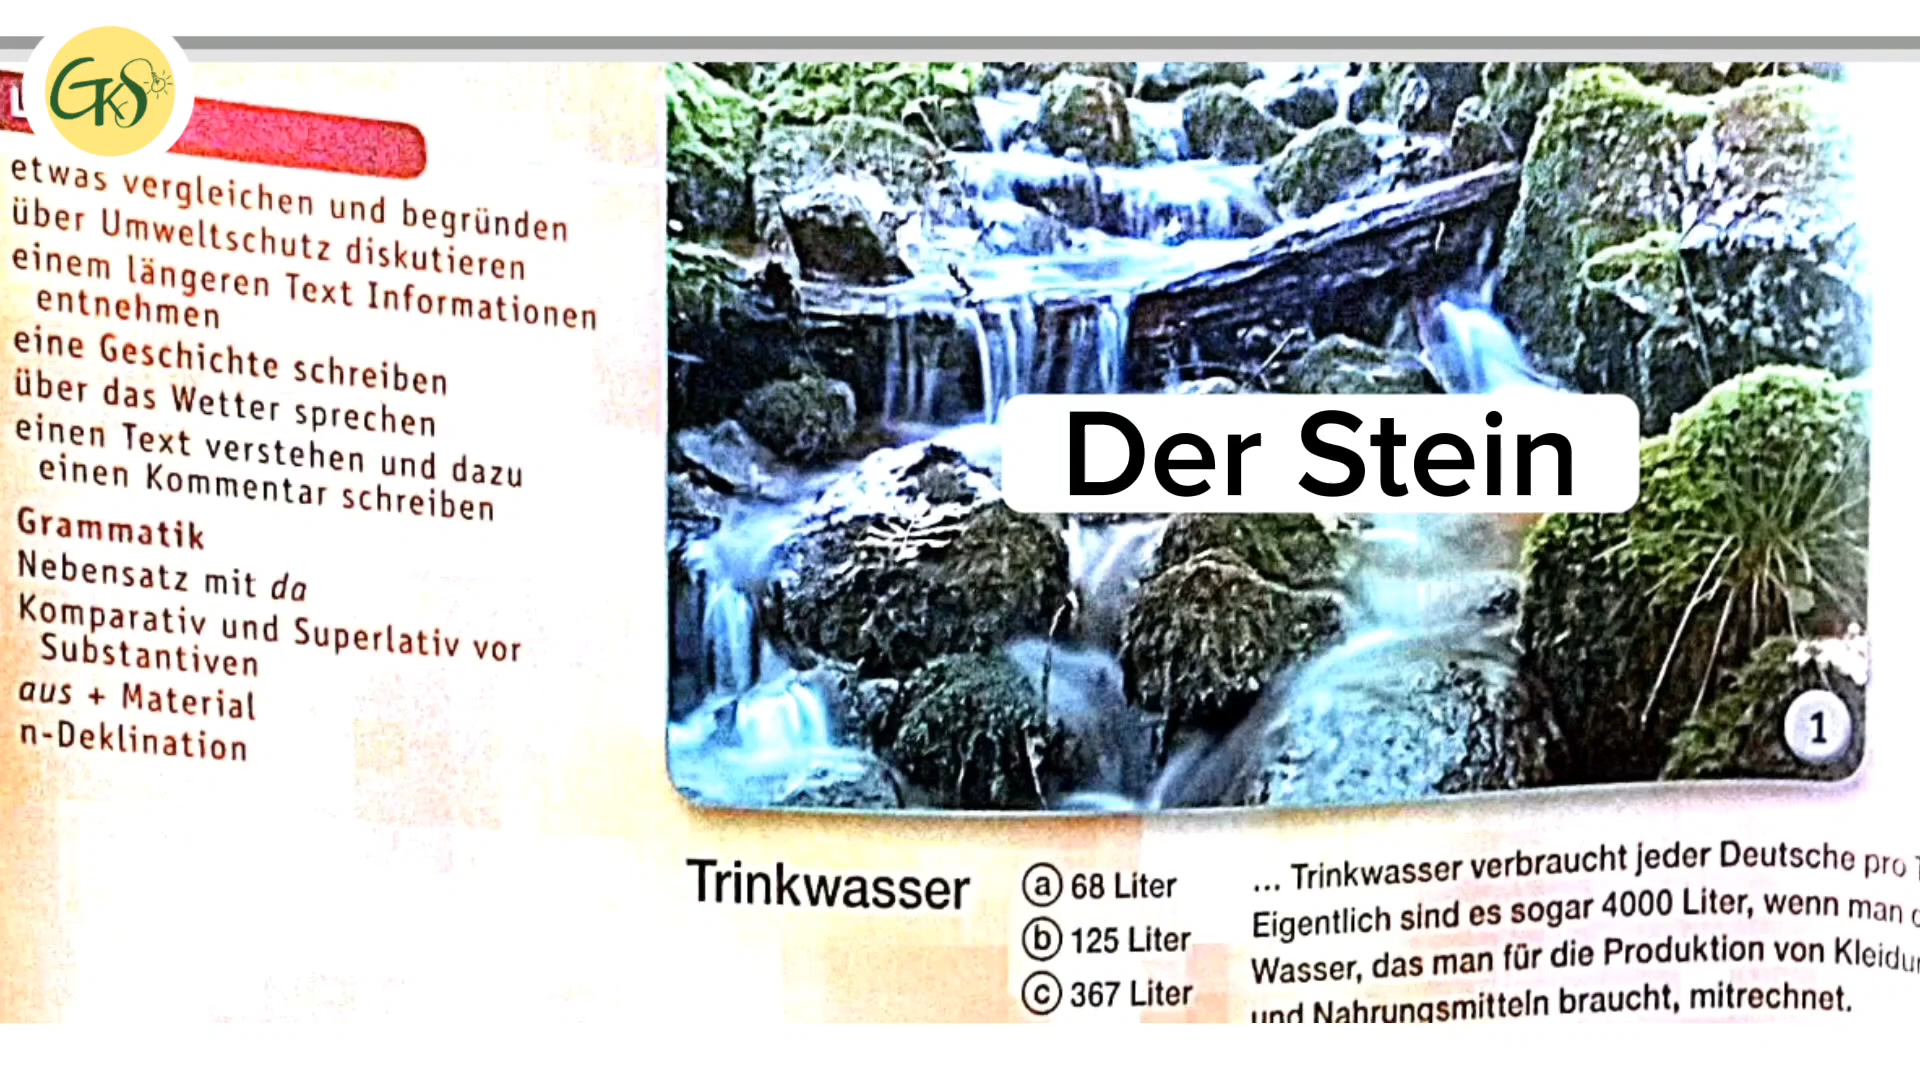 GKS
etwas vergleichen und begründen
über Umweltschutz diskutieren
einem längeren Text Informationen
entnehmen
eine Geschichte schreiben
über das Wetter sprechen
einen Text verstehen und dazu
einen Kommentar schreiben
Grammatik
Nebensatz mit da
Komparativ und Superlativ vor
Substantiven
aus + Material
n-Deklination
Der Stein
1
Trinkwasser
a 68 Liter
b 125 Liter
c 367 Liter
... Trinkwasser verbraucht jeder Deutsche pro
Eigentlich sind es sogar 4000 Liter, wenn man
Wasser, das man für die Produktion von
und Nahrungsmitteln braucht, mitrechnet.